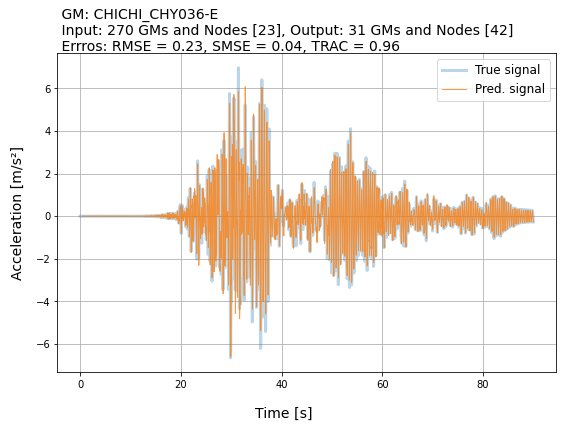 GM: CHICHI_CHY036-E
Input: 270 GMs and Nodes [23], Output: 31 GMs and Nodes [42]
Errros: RMSE = 0.23, SMSE = 0.04, TRAC = 0.96
True signal
Pred. signal
6
4
2
0
−2
−4
−6
Acceleration [m/s²]
0 20 40 60 80
Time [s]